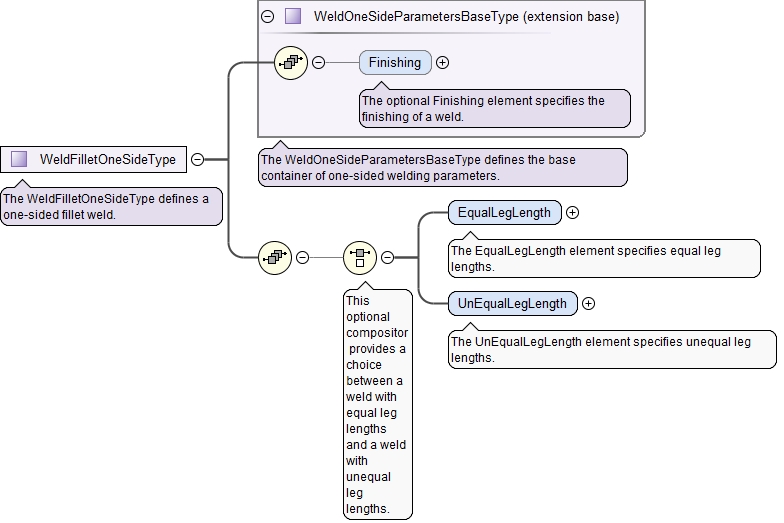 WeldOneSideParametersBaseType (extension base)
Finishing
The optional Finishing element specifies the
finishing of a weld.
WeldFilletOneSideType
The WeldOneSideParametersBaseType defines the base
container of one-sided welding parameters.
The WeldFilletOneSideType defines a
one-sided fillet weld.
EqualLegLength
The EqualLegLength element specifies equal leg
lengths.
This
optional
compositor
provides a
choice
between a
weld with
equal leg
lengths
and a weld
with
unequal
leg
lengths.
UnEqualLegLength
The UnEqualLegLength element specifies unequal leg
lengths.